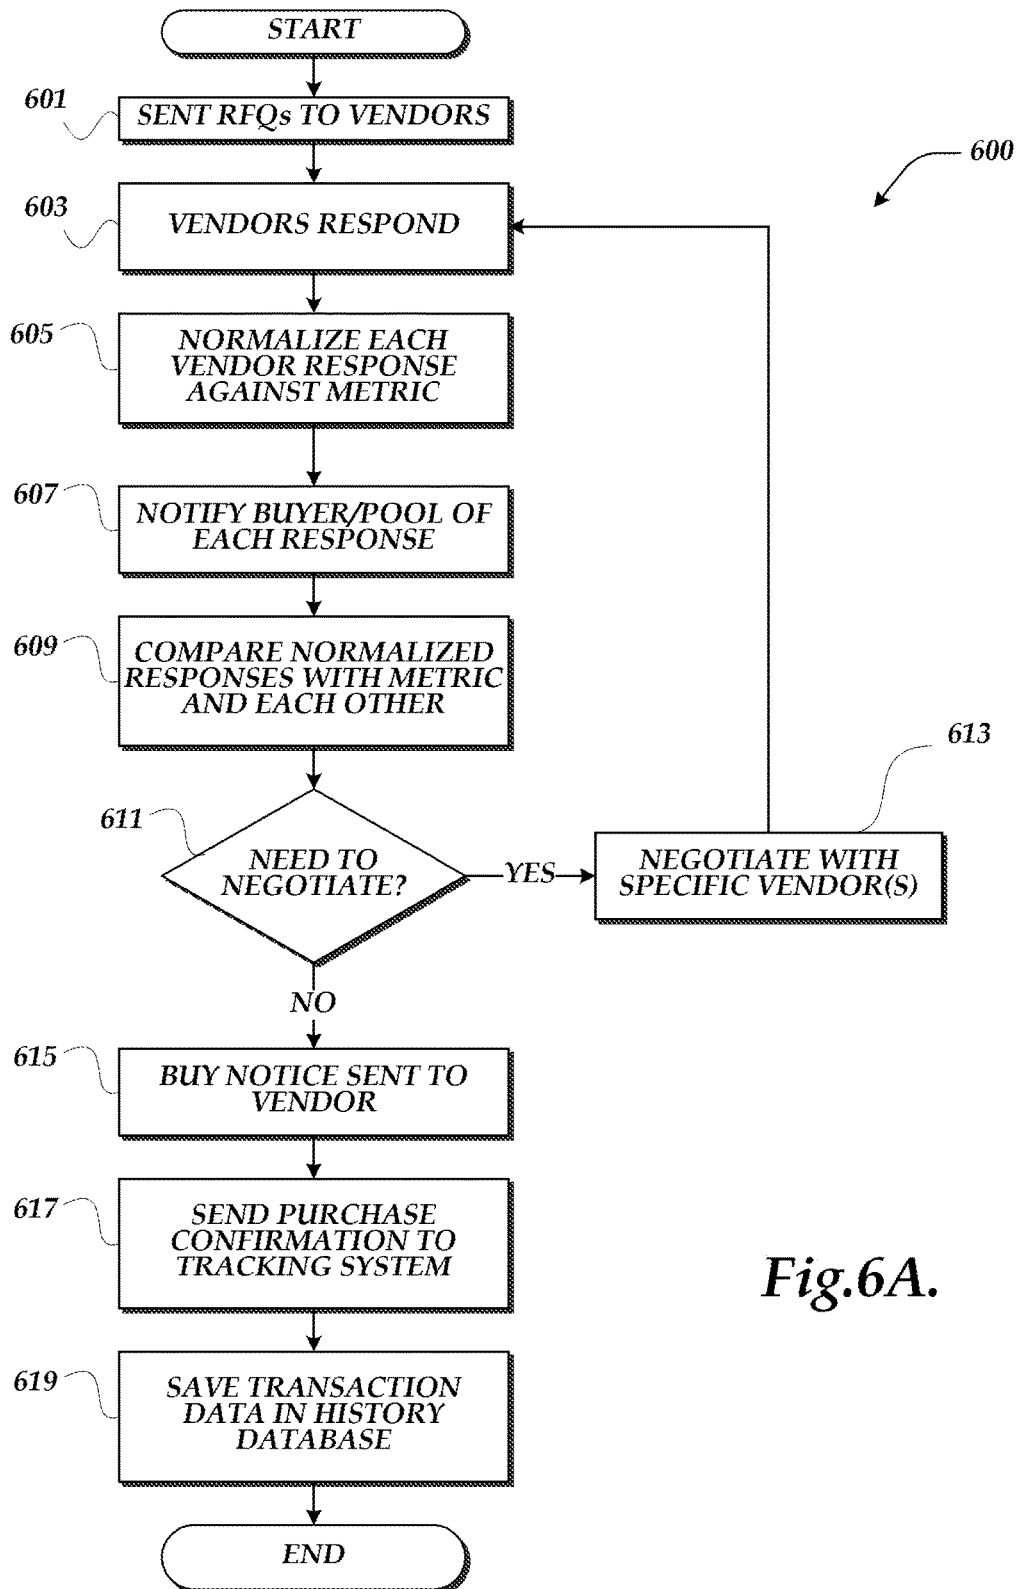 START
601
SENT RFQs TO VENDORS
600
603
VENDORS RESPOND
605
NORMALIZE EACH
VENDOR RESPONSE
AGAINST METRIC
607
NOTIFY BUYER/POOL OF
EACH RESPONSE
609
COMPARE NORMALIZED
RESPONSES WITH METRIC
AND EACH OTHER
613
611
NEED TO
NEGOTIATE?
YES
NEGOTIATE WITH
SPECIFIC VENDOR(S)
NO
615
BUY NOTICE SENT TO
VENDOR
617
SEND PURCHASE
CONFIRMATION TO
TRACKING SYSTEM
Fig.6A.
619
SAVE TRANSACTION
DATA IN HISTORY
DATABASE
END